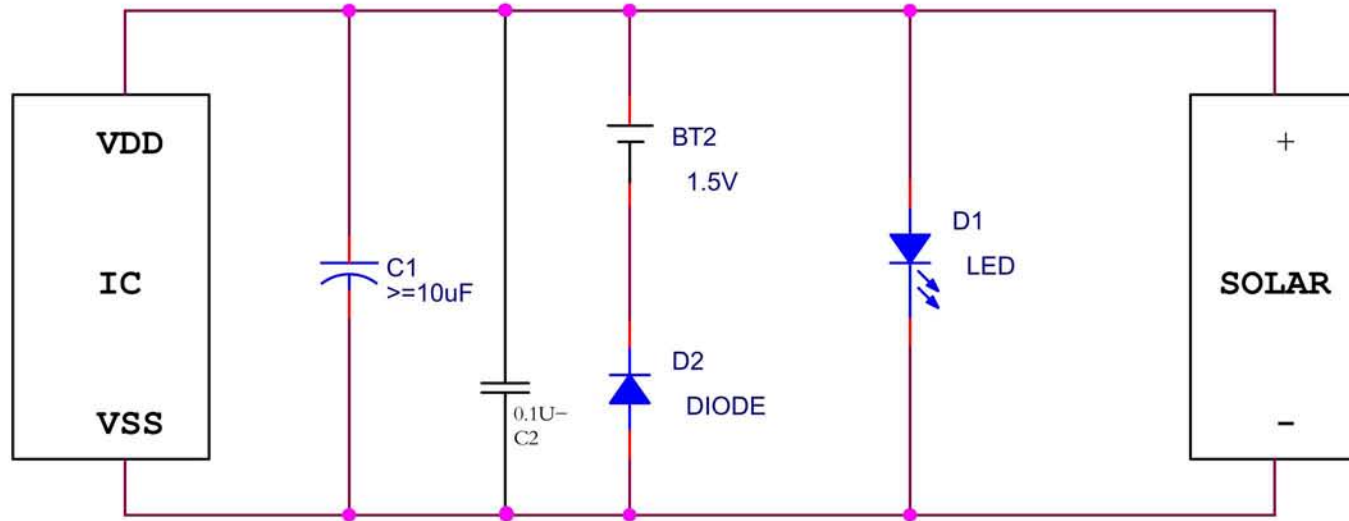 VDD
IC
VSS
C1
>=10uF
0.1U-
C2
BT2
1.5V
D2
DIODE
D1
LED
+
SOLAR
-